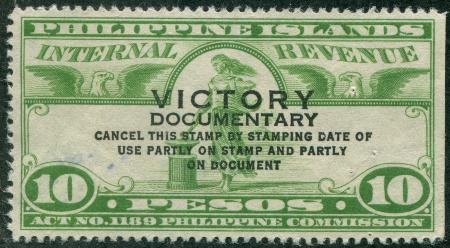 PHILIPPINE ISLANDS
INTERNAL REVENUE
VICTORY
DOCUMENTARY
CANCEL THIS STAMP BY STAMPING DATE OF
USE PARTLY ON STAMP AND PARTLY
ON DOCUMENT
10 PESOS 10
ACT NO. 1189 PHILIPPINE COMMISSION